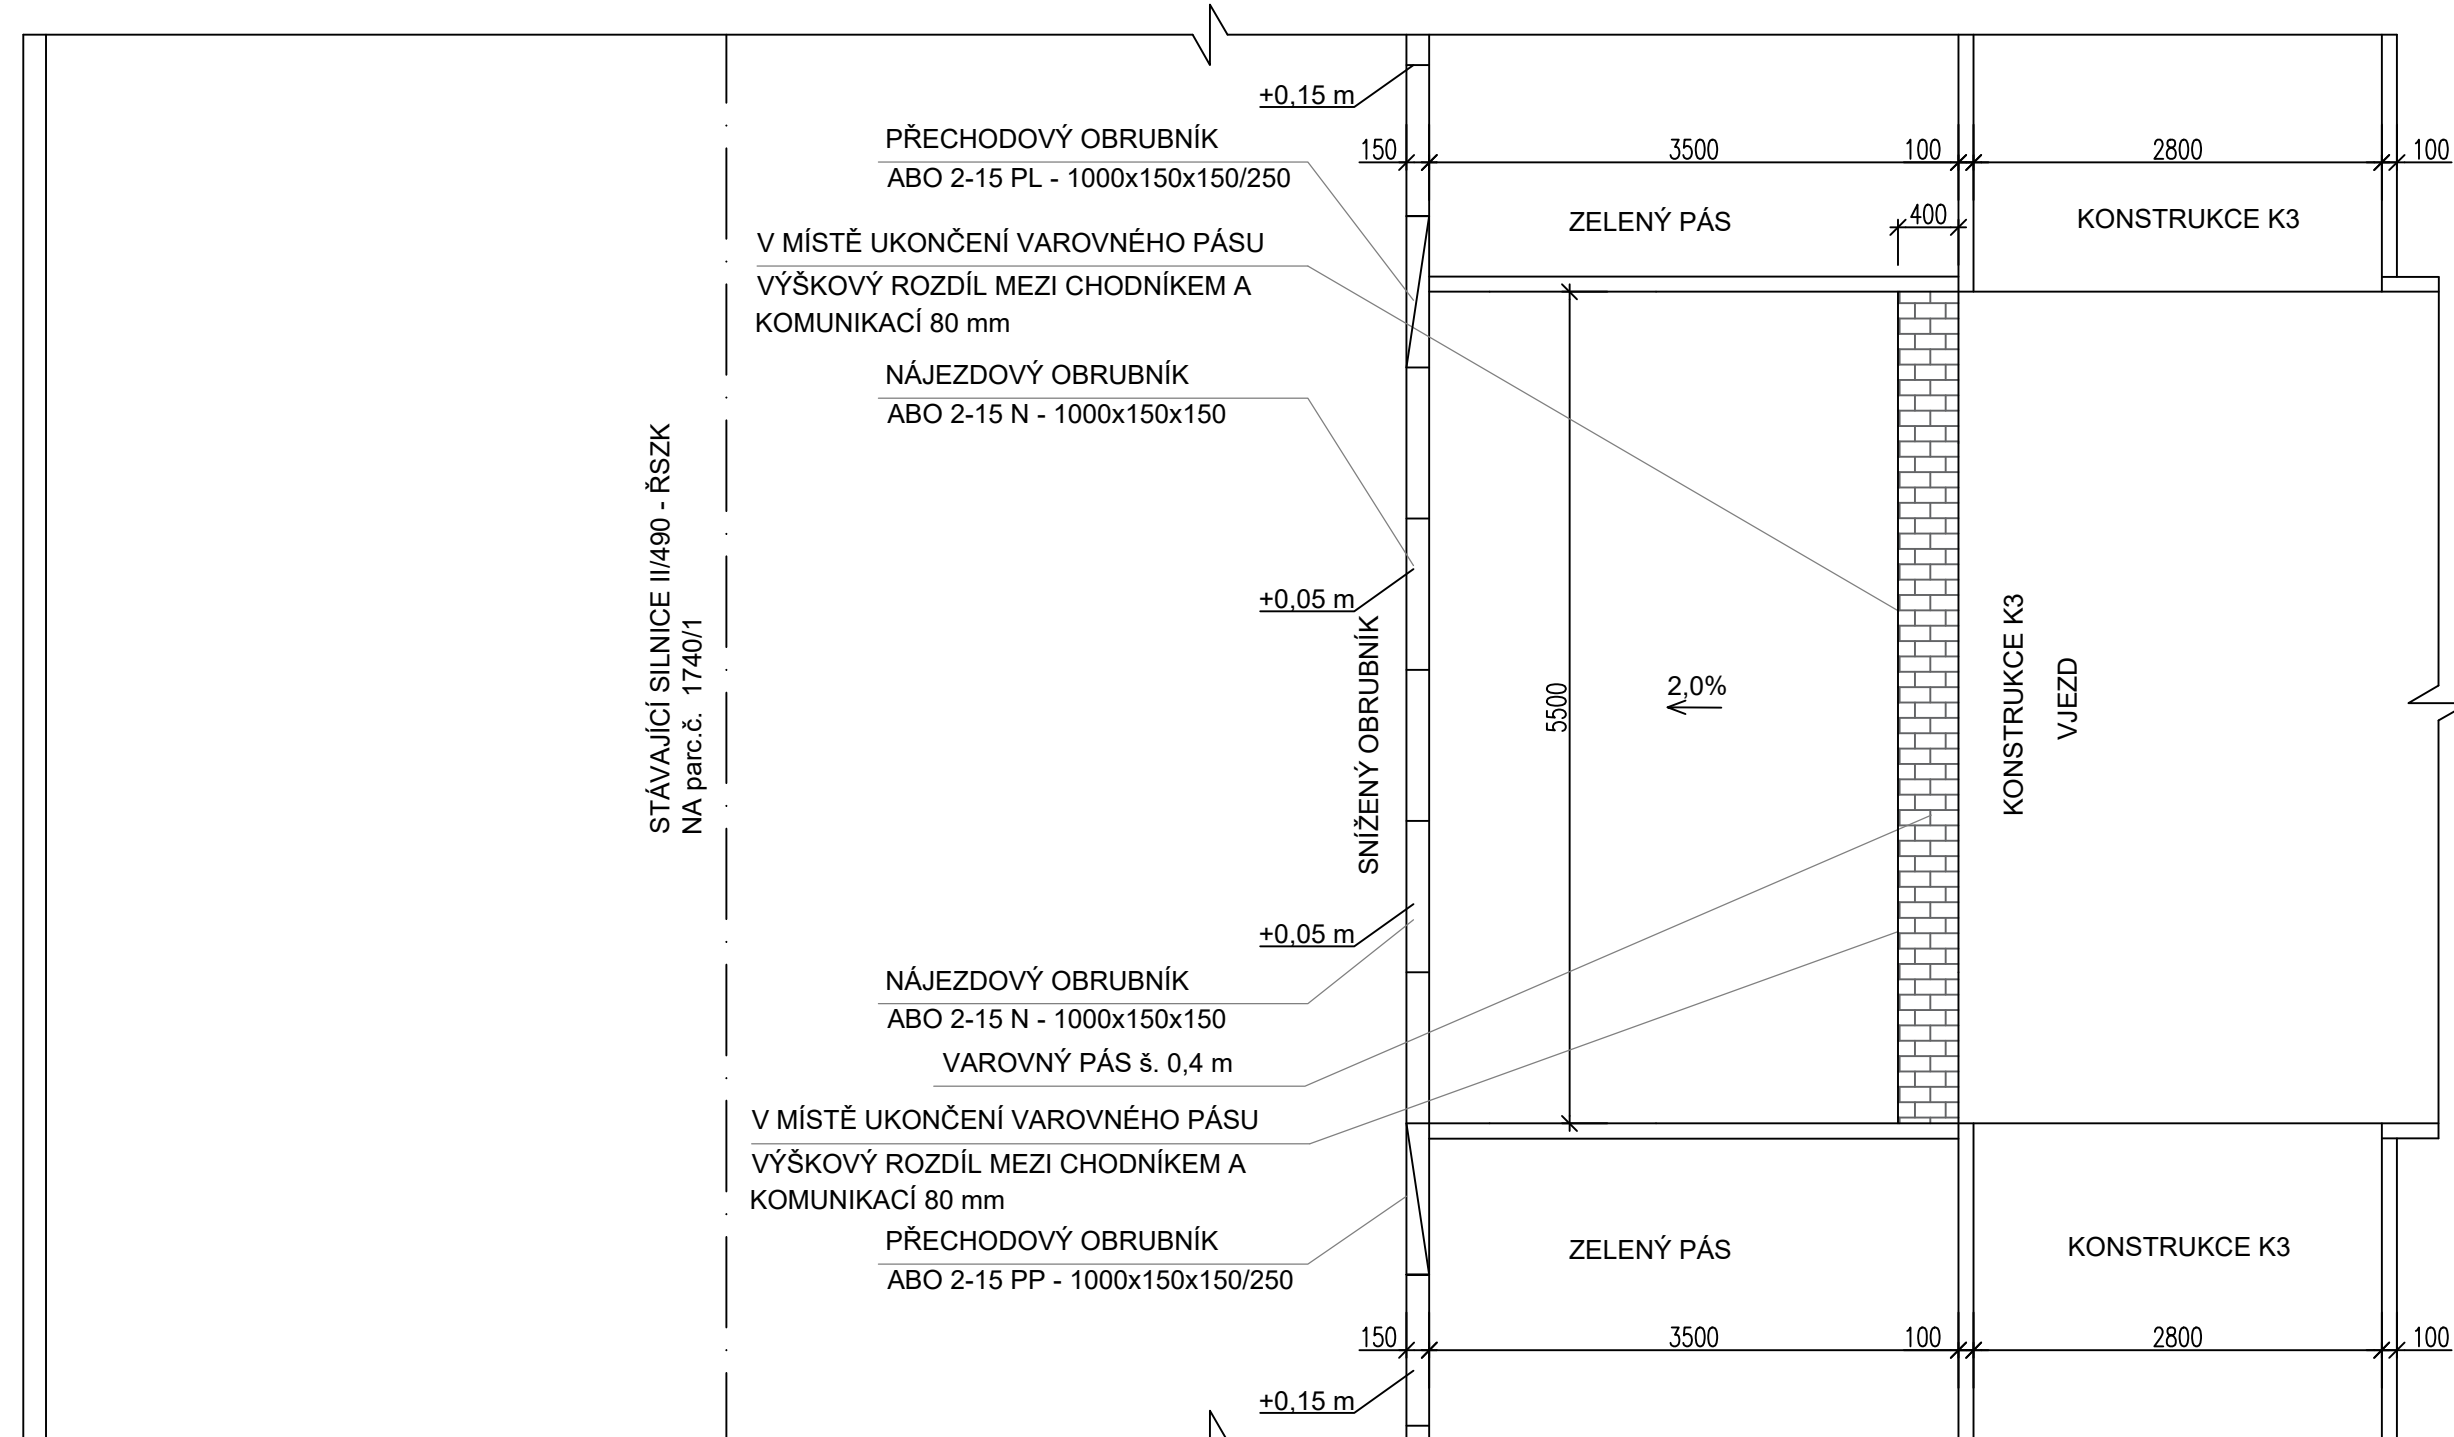 +0,15 m
PŘECHODOVÝ OBRUBNÍK
ABO 2-15 PL - 1000x150x150/250
150
3500
100
2800
100
V MÍSTĚ UKONČENÍ VAROVNÉHO PÁSU
VÝŠKOVÝ ROZDÍL MEZI CHODNÍKEM A
KOMUNIKACÍ 80 mm
ZELENÝ PÁS
400
KONSTRUKCE K3
NÁJEZDOVÝ OBRUBNÍK
ABO 2-15 N - 1000x150x150
STÁVAJÍCÍ SILNICE II/490 - ŘSZK
NA parc.č. 1740/1
+0,05 m
SNÍŽENÝ OBRUBNÍK
5500
2,0%
KONSTRUKCE K3
VJEZD
+0,05 m
NÁJEZDOVÝ OBRUBNÍK
ABO 2-15 N - 1000x150x150
VAROVNÝ PÁS š. 0,4 m
V MÍSTĚ UKONČENÍ VAROVNÉHO PÁSU
VÝŠKOVÝ ROZDÍL MEZI CHODNÍKEM A
KOMUNIKACÍ 80 mm
PŘECHODOVÝ OBRUBNÍK
ABO 2-15 PP - 1000x150x150/250
ZELENÝ PÁS
KONSTRUKCE K3
150
3500
100
2800
100
+0,15 m